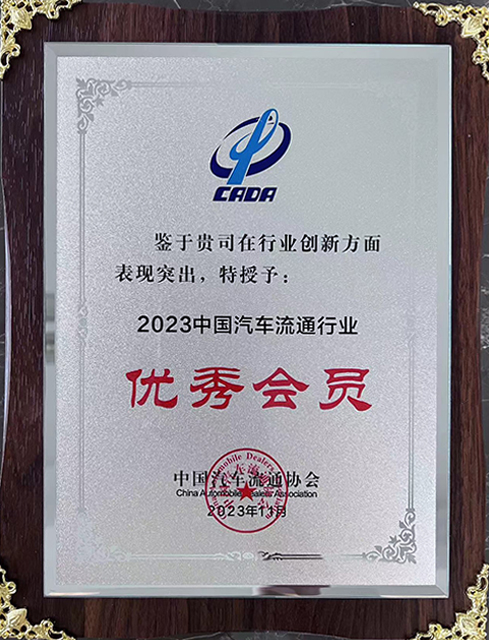 CADA
鉴于贵司在行业创新方面
表现突出，特授予：
2023中国汽车流通行业
优秀会员
中国汽车流通协会
China Automobile Dealers Association
2023年11月